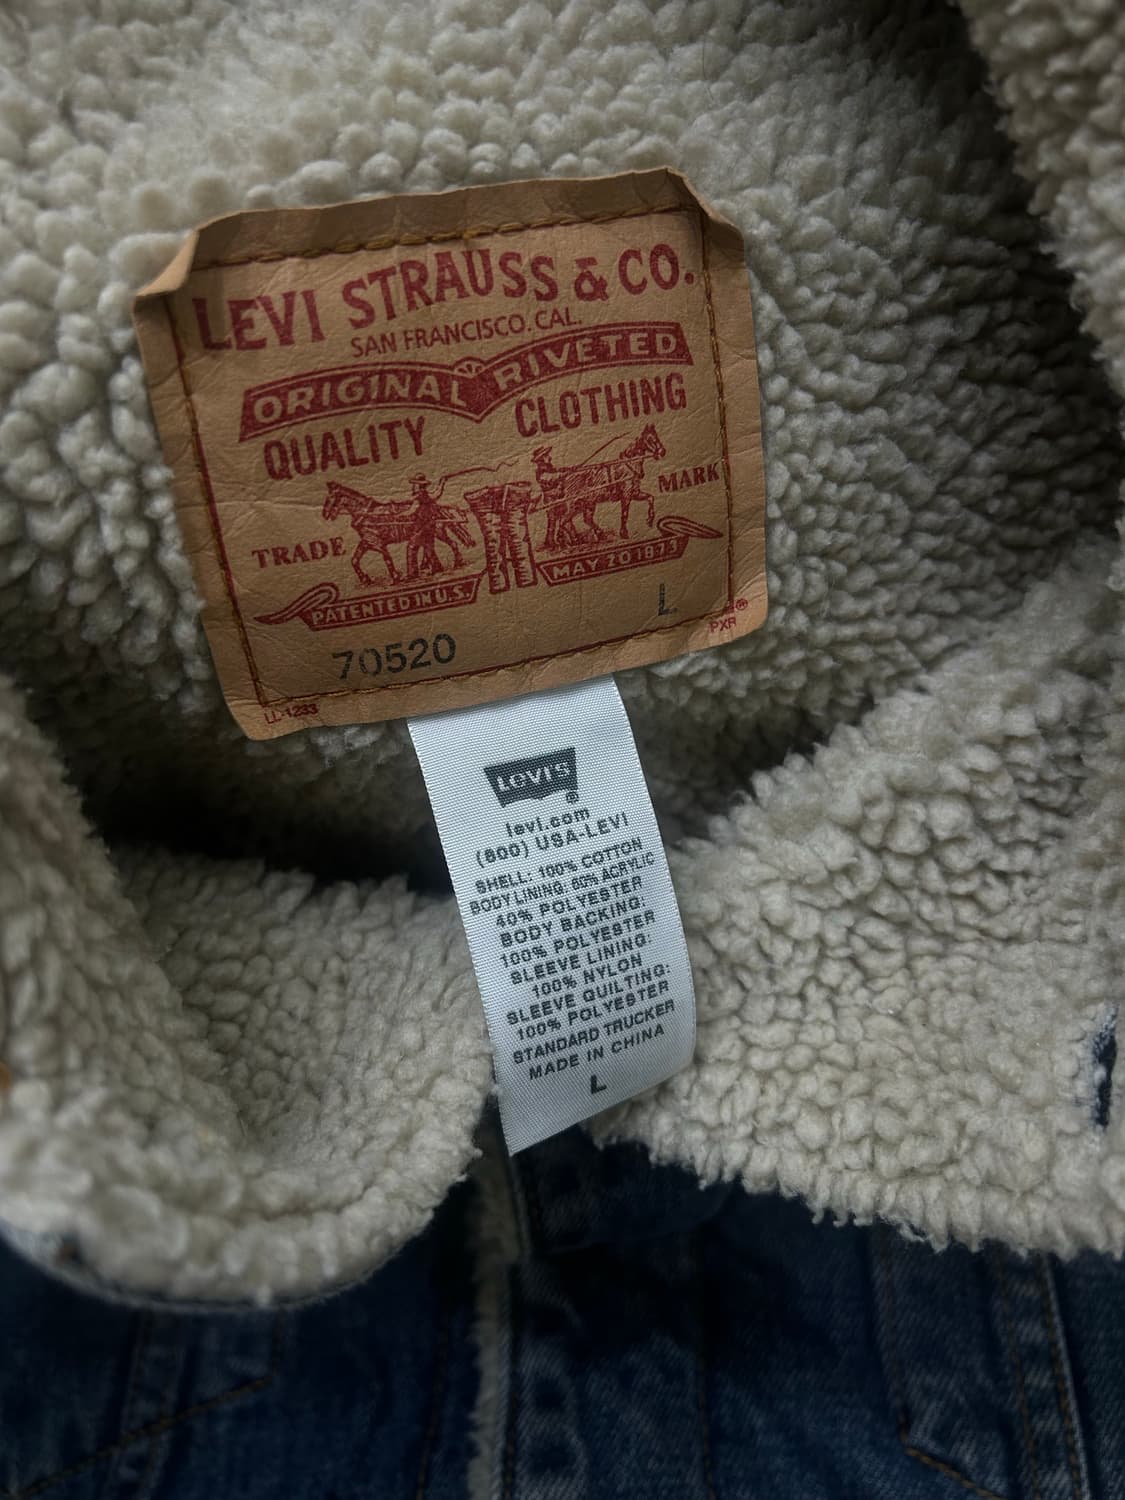 LEVI STRAUSS & CO.
SAN FRANCISCO. CAL.
ORIGINAL RIVETED
QUALITY CLOTHING
TRADE MARK
PATENTED IN U.S. MAY 20 1873
70520 L
LL-1233
® PXR
LEVI'S
®
levi.com
(800) USA-LEVI
SHELL: 100% COTTON
BODY LINING: 60% ACRYLIC
40% POLYESTER
BODY BACKING:
100% POLYESTER
SLEEVE LINING:
100% NYLON
SLEEVE QUILTING:
100% POLYESTER
STANDARD TRUCKER
MADE IN CHINA
L